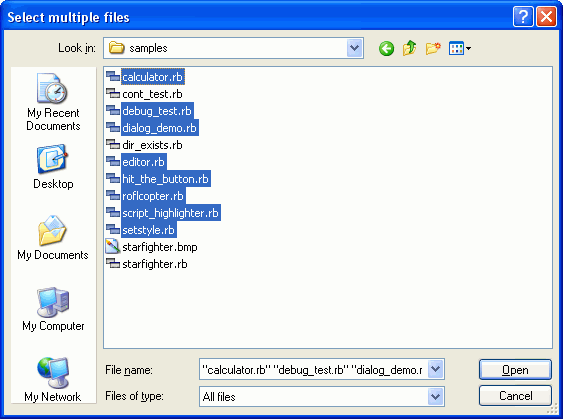 Select multiple files
Look in: samples
My Recent
Documents
Desktop
My Documents
My Computer
My Network
calculator.rb
cont_test.rb
debug_test.rb
dialog_demo.rb
dir_exists.rb
editor.rb
hit_the_button.rb
roflcopter.rb
script_highlighter.rb
setstyle.rb
starfighter.bmp
starfighter.rb
File name: "calculator.rb" "debug_test.rb" "dialog_demo.r
Open
Files of type: All files
Cancel